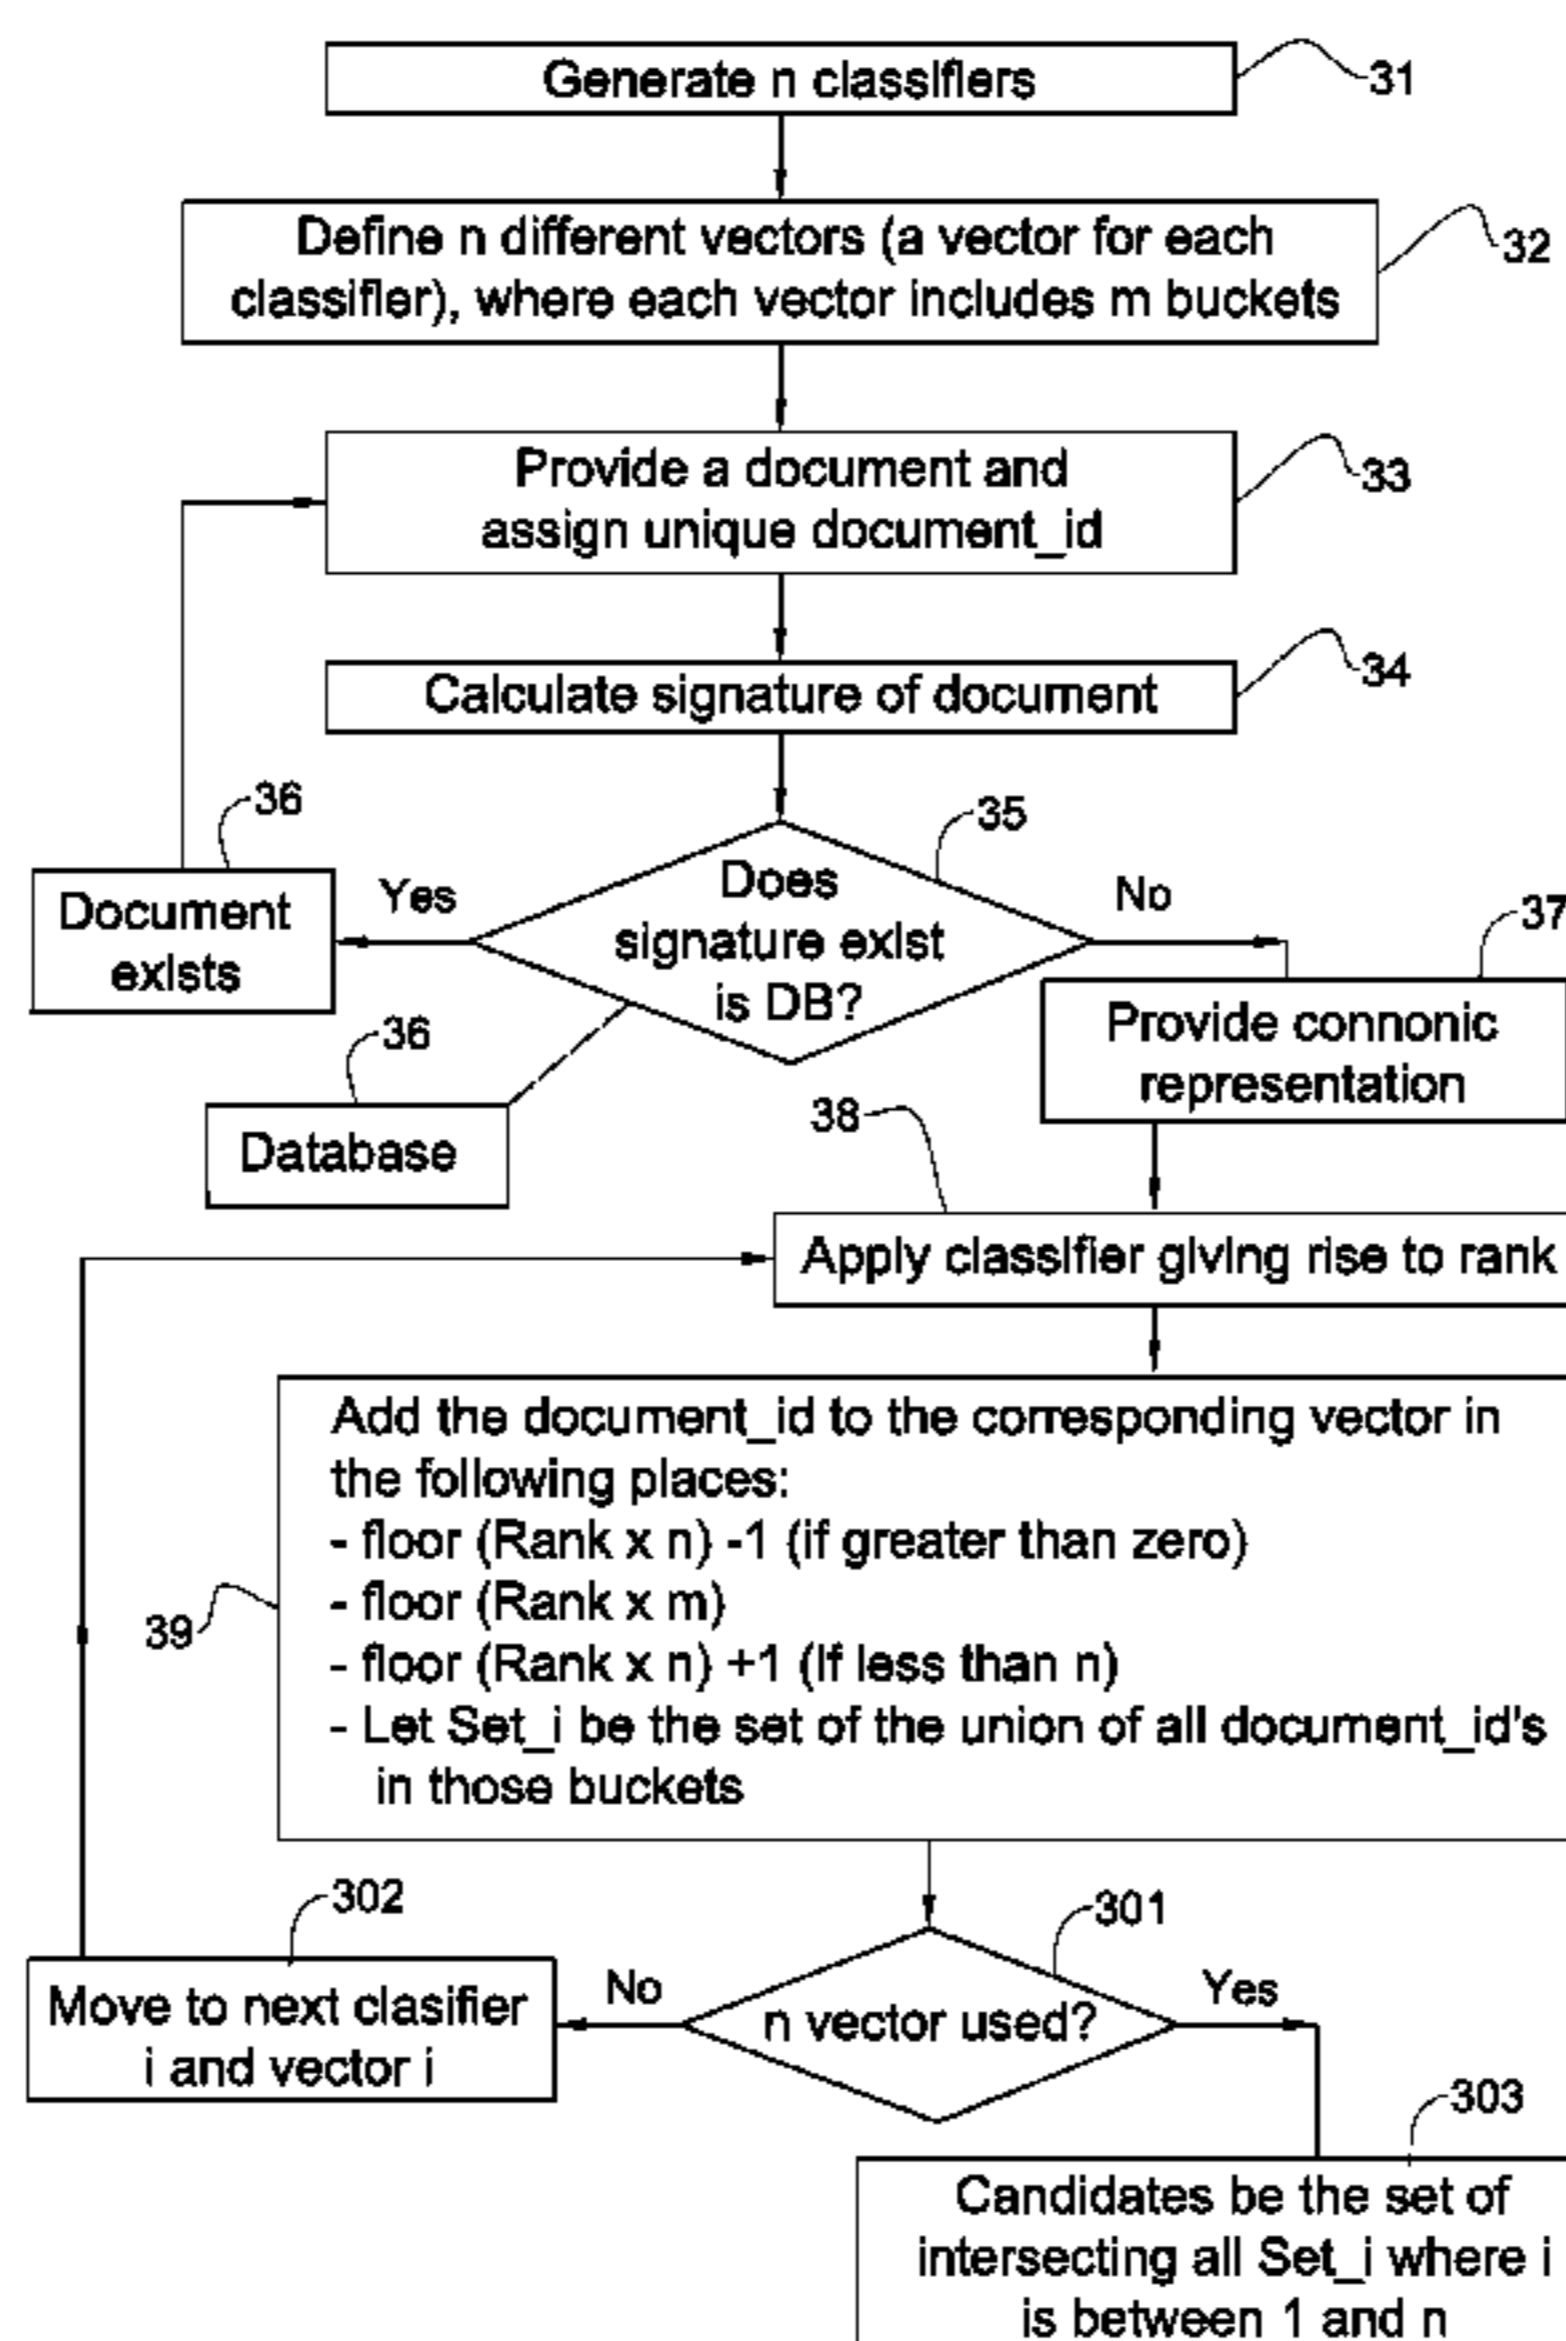 Generate n classifiers
31
Define n different vectors (a vector for each
classifier), where each vector includes m buckets
32
Provide a document and
assign unique document_id
33
Calculate signature of document
34
36
Document
exists
Yes
Does
signature exist
is DB?
35
No
37
Provide connonic
representation
36
Database
38
Apply classifier giving rise to rank
Add the document_id to the corresponding vector in
the following places:
- floor (Rank x n) -1 (if greater than zero)
- floor (Rank x m)
- floor (Rank x n) +1 (if less than n)
- Let Set_i be the set of the union of all document_id's
in those buckets
39
302
Move to next clasifier
i and vector i
No
n vector used?
301
Yes
303
Candidates be the set of
intersecting all Set_i where i
is between 1 and n